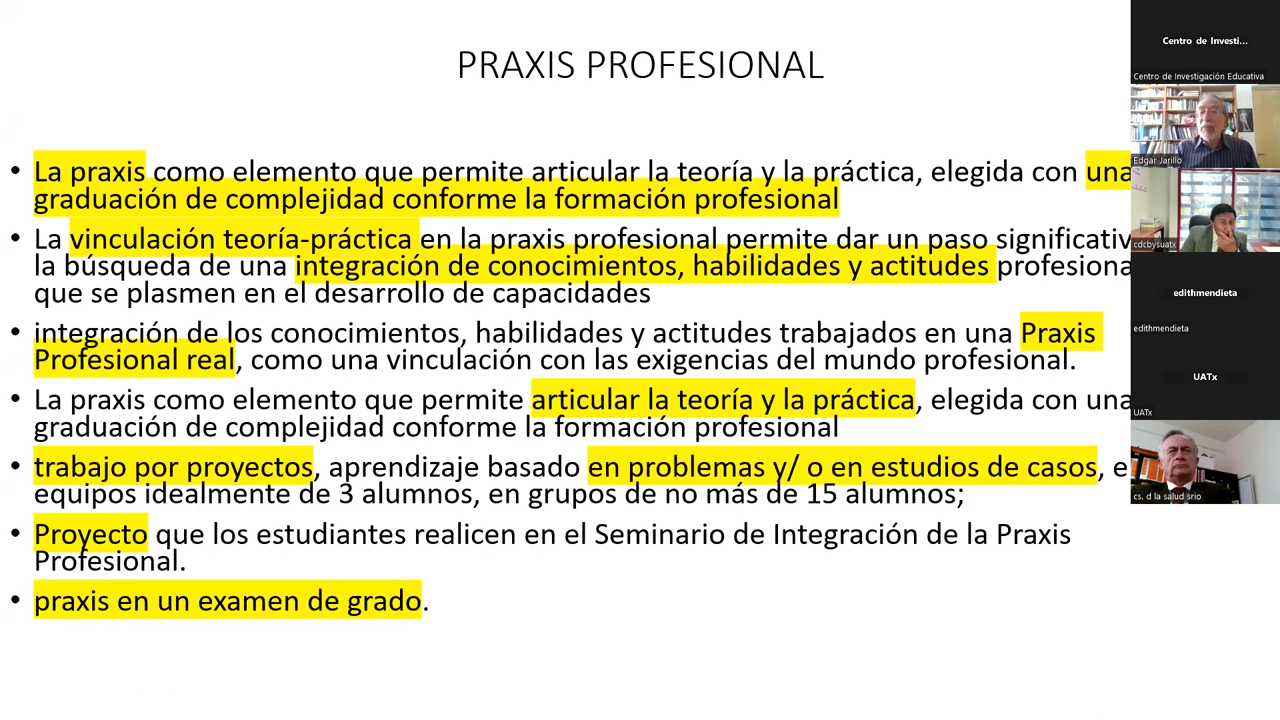 PRAXIS PROFESIONAL
• La praxis como elemento que permite articular la teoría y la práctica, elegida con una
graduación de complejidad conforme la formación profesional
• La vinculación teoría-práctica en la praxis profesional permite dar un paso significativ
la búsqueda de una integración de conocimientos, habilidades y actitudes profesiona
que se plasmen en el desarrollo de capacidades
• integración de los conocimientos, habilidades y actitudes trabajados en una Praxis
Profesional real, como una vinculación con las exigencias del mundo profesional.
• La praxis como elemento que permite articular la teoría y la práctica, elegida con una
graduación de complejidad conforme la formación profesional
• trabajo por proyectos, aprendizaje basado en problemas y/ o en estudios de casos, e
equipos idealmente de 3 alumnos, en grupos de no más de 15 alumnos;
• Proyecto que los estudiantes realicen en el Seminario de Integración de la Praxis
Profesional.
• praxis en un examen de grado.
Centro de Investi...
Centro de Investigación Educativa
Edgar Jarillo
cdcbysuatx
edithmendieta
edithmendieta
UATx
UATx
cs. d la salud srio